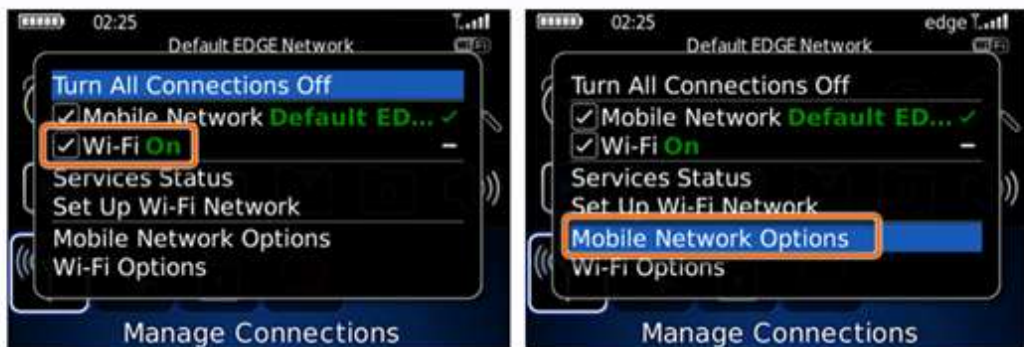 02:25
Default EDGE Network
Turn All Connections Off
Mobile Network Default ED...
Wi-Fi On
Services Status
Set Up Wi-Fi Network
Mobile Network Options
Wi-Fi Options
Manage Connections
02:25 edge
Default EDGE Network
Turn All Connections Off
Mobile Network Default ED...
Wi-Fi On
Services Status
Set Up Wi-Fi Network
Mobile Network Options
Wi-Fi Options
Manage Connections